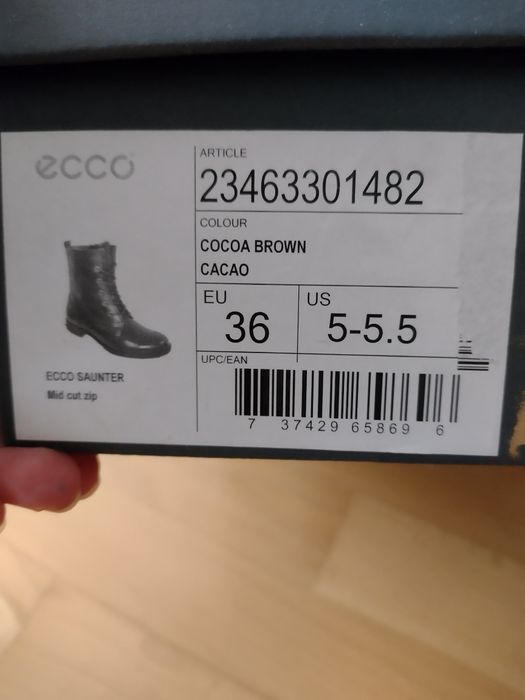 ecco
ARTICLE
23463301482
COLOUR
COCOA BROWN
CACAO
EU
US
36
5-5.5
ECCO SAUNTER
Mid cut zip
UPC/EAN
7 37429 65869 6